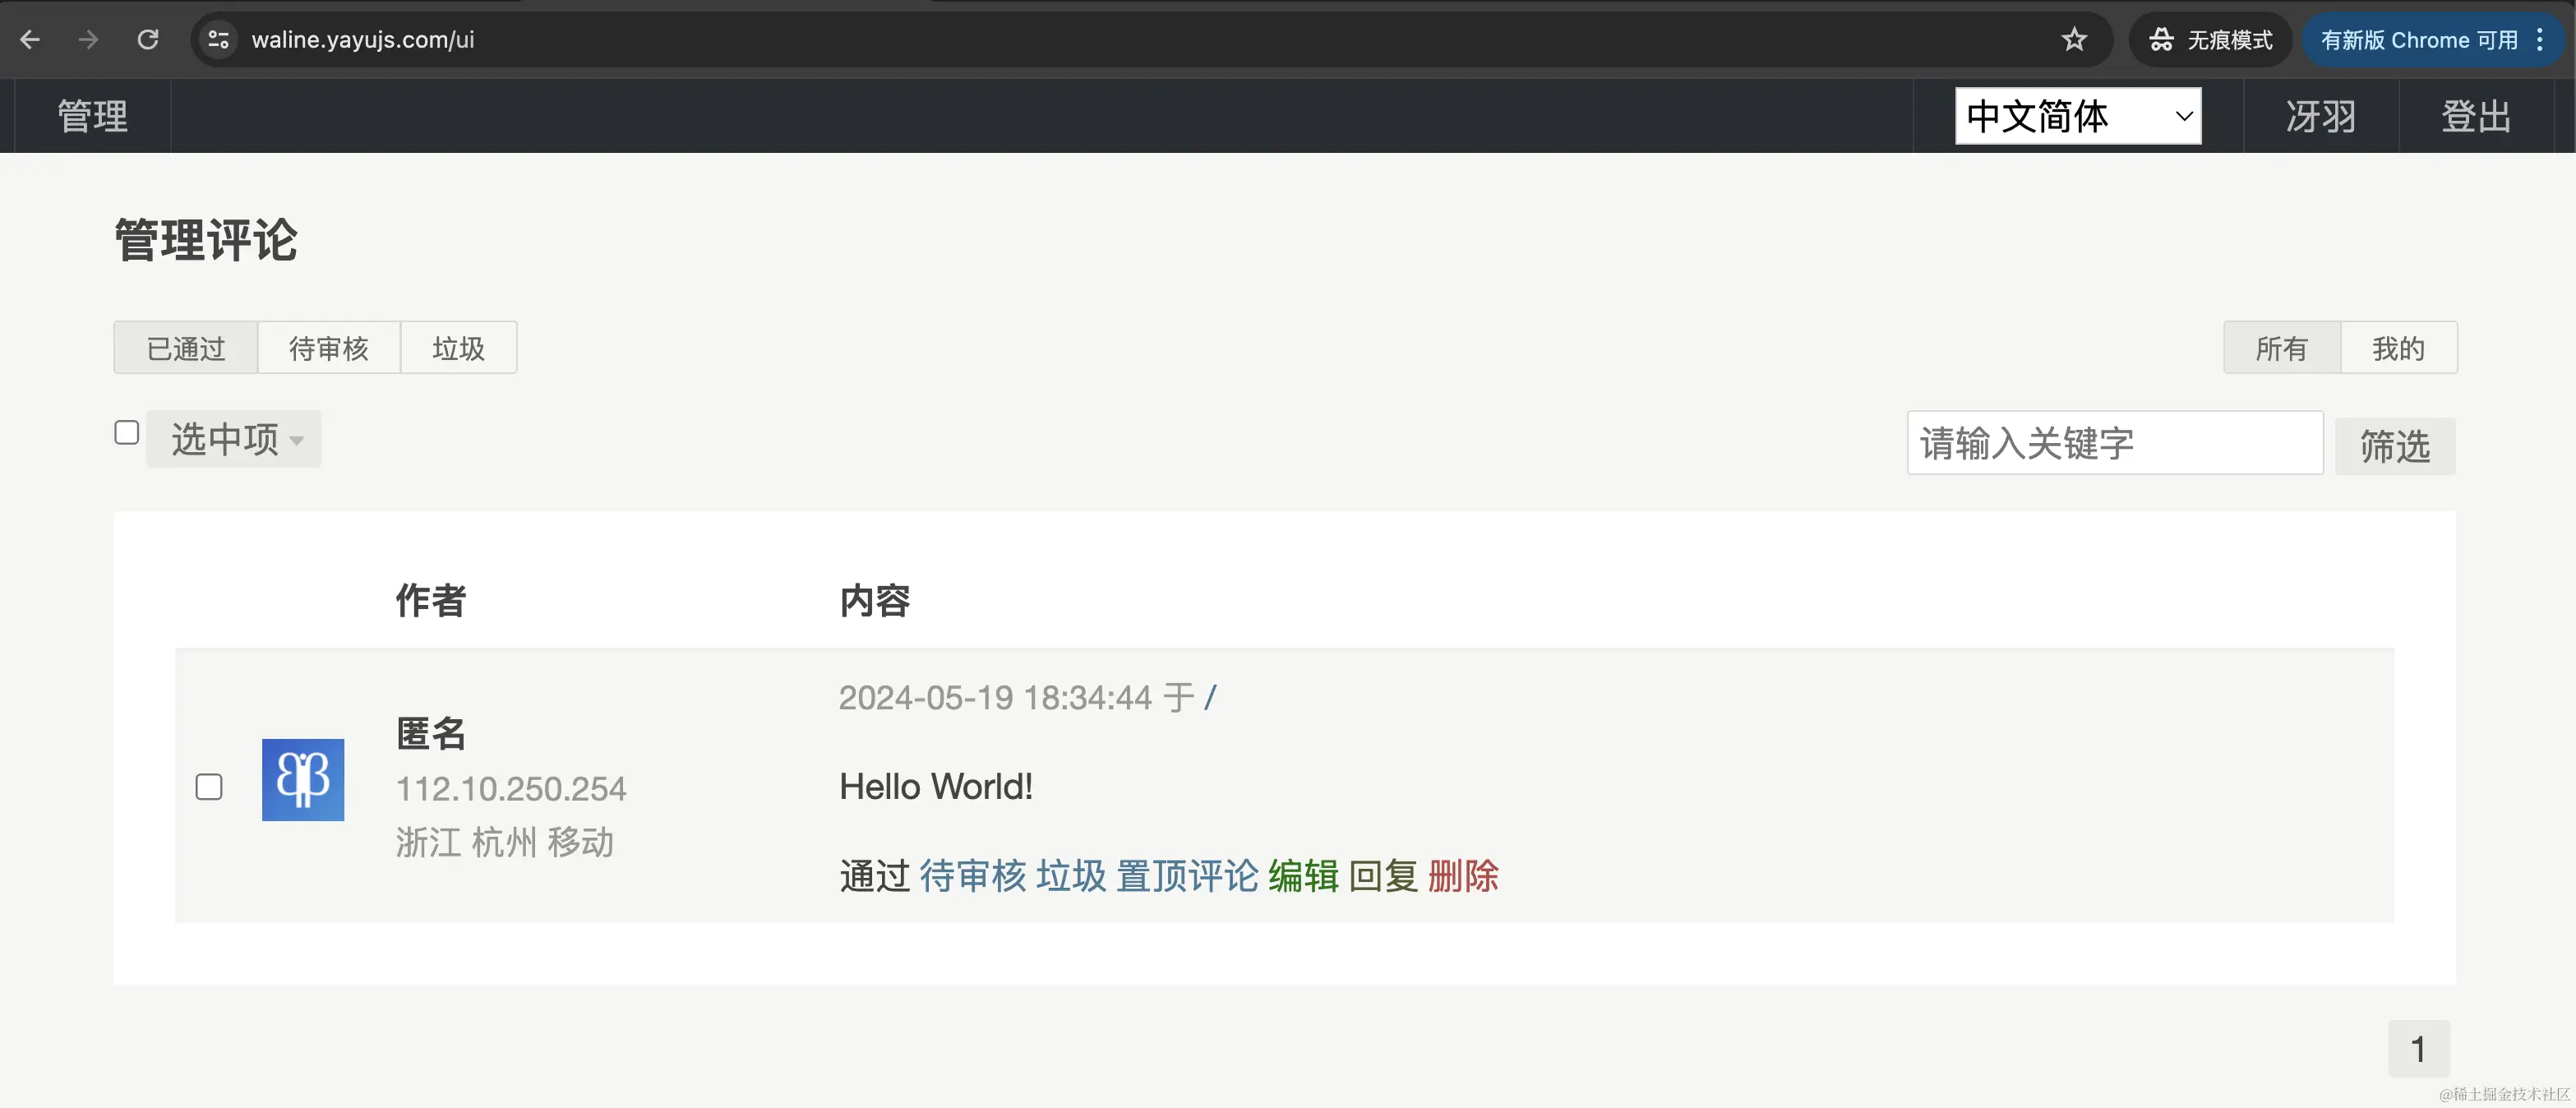 waline.yayujs.com/ui
无痕模式
有新版 Chrome 可用
管理
中文简体
冴羽
登出
管理评论
已通过 待审核 垃圾
所有 我的
选中项
请输入关键字
筛选
作者 内容
2024-05-19 18:34:44 于 /
匿名
112.10.250.254
浙江 杭州 移动
Hello World!
通过 待审核 垃圾 置顶评论 编辑 回复 删除
1
@稀土掘金技术社区